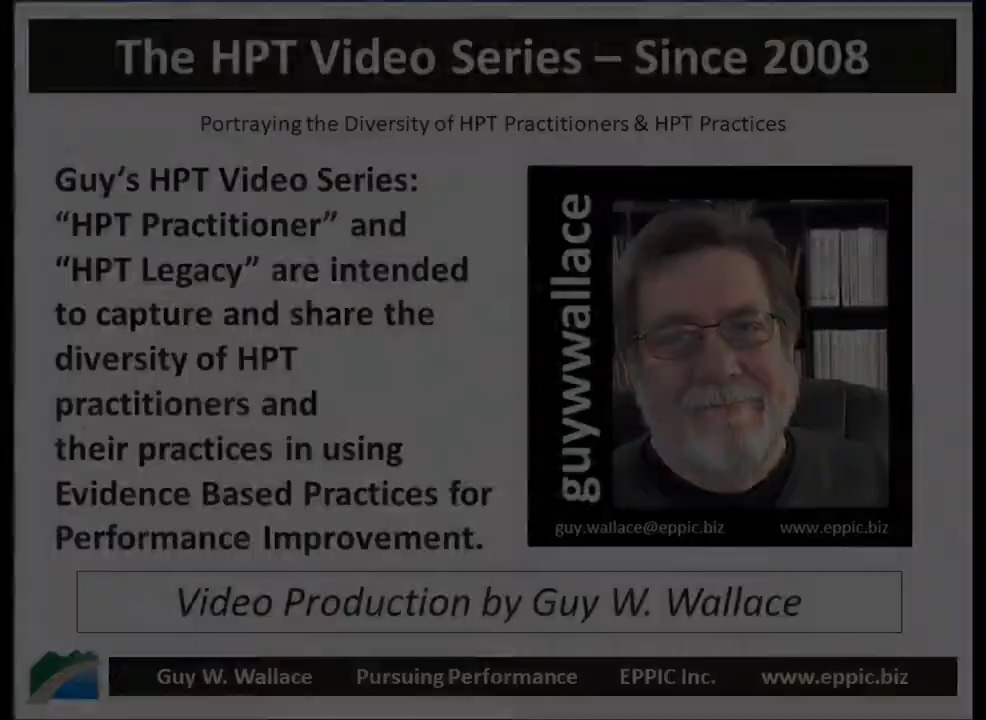 The HPT Video Series – Since 2008
Portraying the Diversity of HPT Practitioners & HPT Practices
Guy’s HPT Video Series:
“HPT Practitioner” and
“HPT Legacy” are intended
to capture and share the
diversity of HPT
practitioners and
their practices in using
Evidence Based Practices for
Performance Improvement.
guywwallace
guy.wallace@eppic.biz www.eppic.biz
Video Production by Guy W. Wallace
Guy W. Wallace Pursuing Performance EPPIC Inc. www.eppic.biz